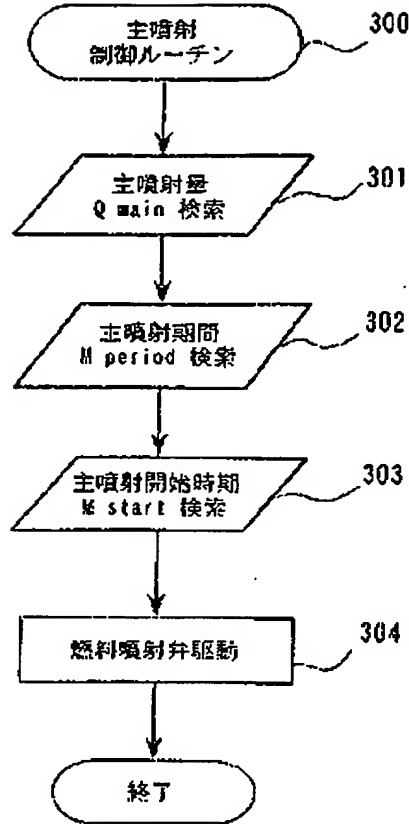 主噴射
制御ルーチン
300
主噴射量
Q main 検索
301
主噴射期間
M period 検索
302
主噴射開始時期
M start 検索
303
燃料噴射弁駆動
304
終了